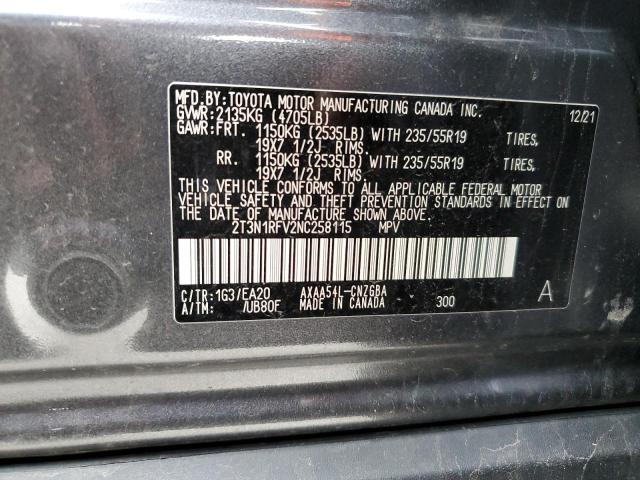 MFD.BY:TOYOTA MOTOR MANUFACTURING CANADA INC. 12/21
GVWR:2135KG (4705LB)
GAWR:FRT. 1150KG (2535LB) WITH 235/55R19 TIRES,
19X7 1/2J RIMS
RR. 1150KG (2535LB) WITH 235/55R19 TIRES,
19X7 1/2J RIMS
THIS VEHICLE CONFORMS TO ALL APPLICABLE FEDERAL MOTOR
VEHICLE SAFETY AND THEFT PREVENTION STANDARDS IN EFFECT
ON THE DATE OF MANUFACTURE SHOWN ABOVE.
2T3N1RFV2NC258115 MPV
C/TR:1G3/EA20 AXAA54L-CNZGBA A
A/TM: /UB80F MADE IN CANADA 300